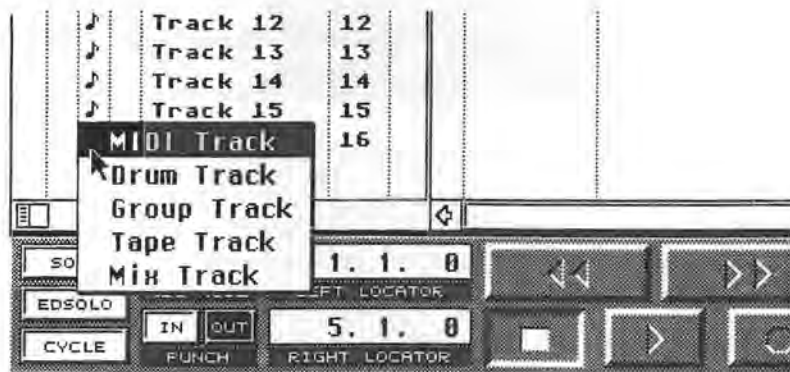 Track 12 12
Track 13 13
Track 14 14
Track 15 15
MIDI Track 16
Drum Track
Group Track
Tape Track
Mix Track
SO
1. 1. 0
LEFT LOCATOR
EDSOLO
IN OUT
5. 1. 0
CYCLE
PUNCH
RIGHT LOCATOR